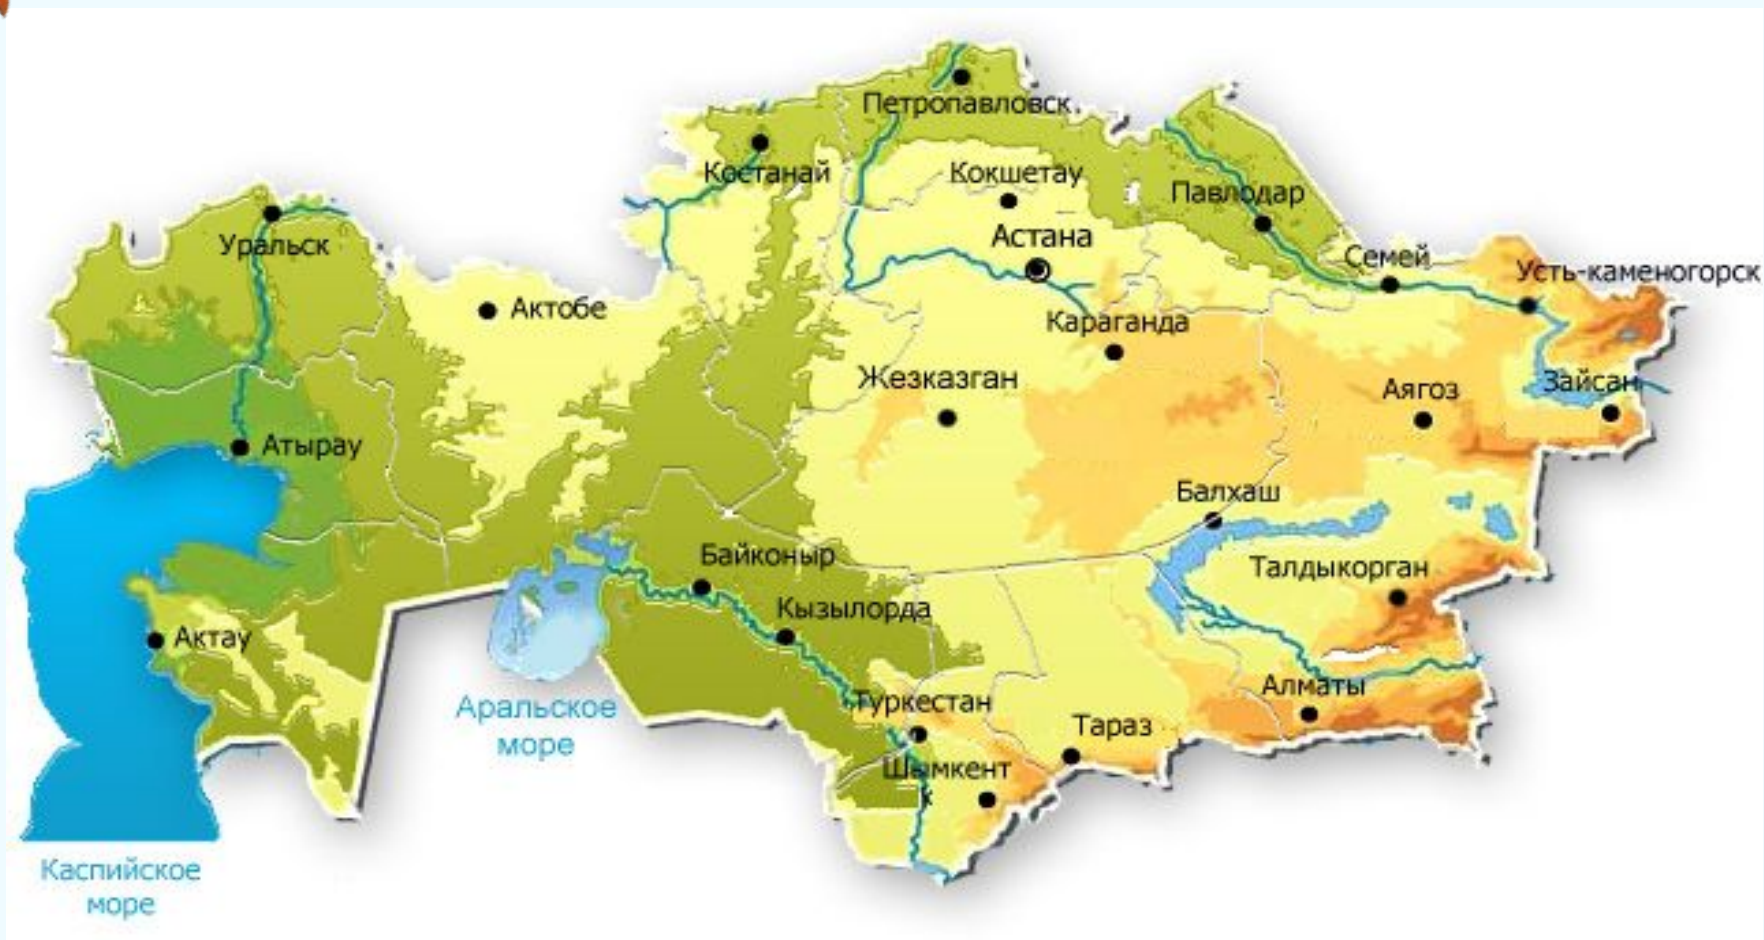 Петропавловск
Костанай
Кокшетау
Павлодар
Уральск
Астана
Семей
Усть-каменогорск
Актобе
Караганда
Жезказган
Зайсан
Аягоз
Атырау
Балхаш
Байконыр
Талдыкорган
Кызылорда
Актау
Алматы
Туркестан
Аральское
море
Тараз
Шымкент
к
Каспийское
море